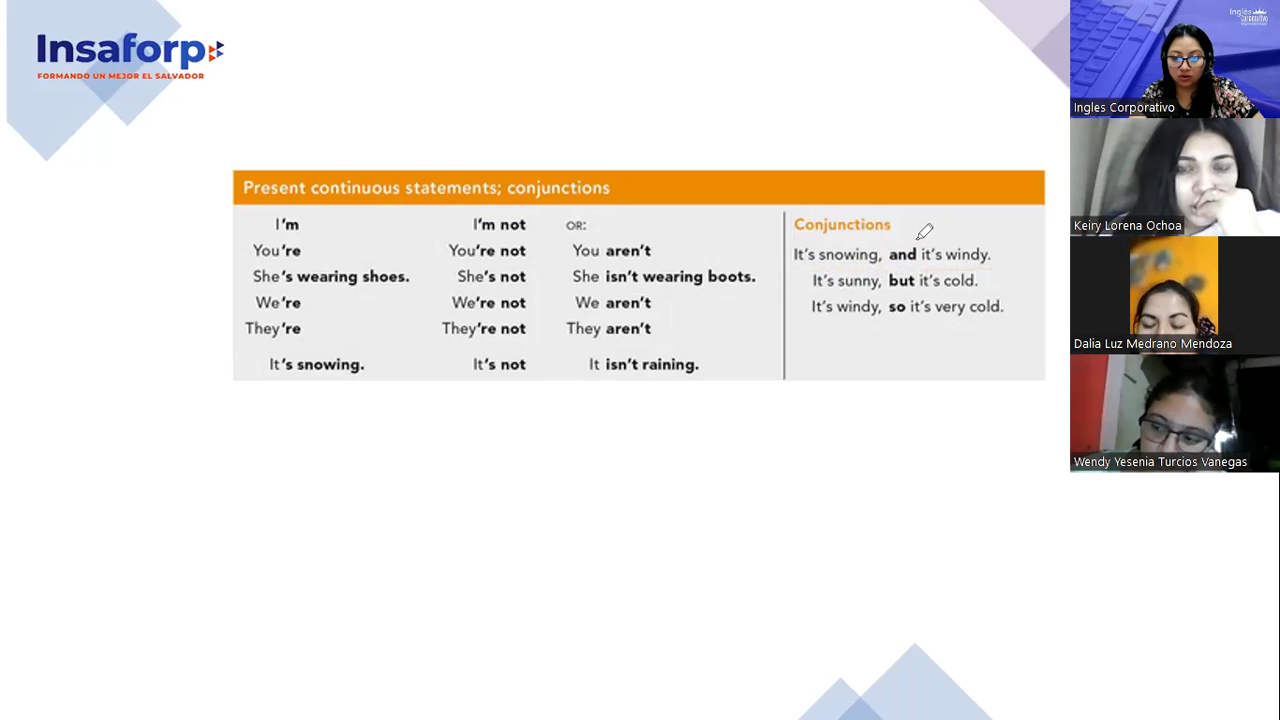 Insaforp
FORMANDO UN MEJOR EL SALVADOR
Present continuous statements; conjunctions
I'm
You're
She's wearing shoes.
We're
They're
It's snowing.
I'm not
You're not
She's not
We're not
They're not
It's not
OR:
You aren't
She isn't wearing boots.
We aren't
They aren't
It isn't raining.
Conjunctions
It's snowing, and it's windy.
It's sunny, but it's cold.
It's windy, so it's very cold.
Ingles Corporativo
Keiry Lorena Ochoa
Dalia Luz Medrano Mendoza
Wendy Yesenia Turcios Vanegas